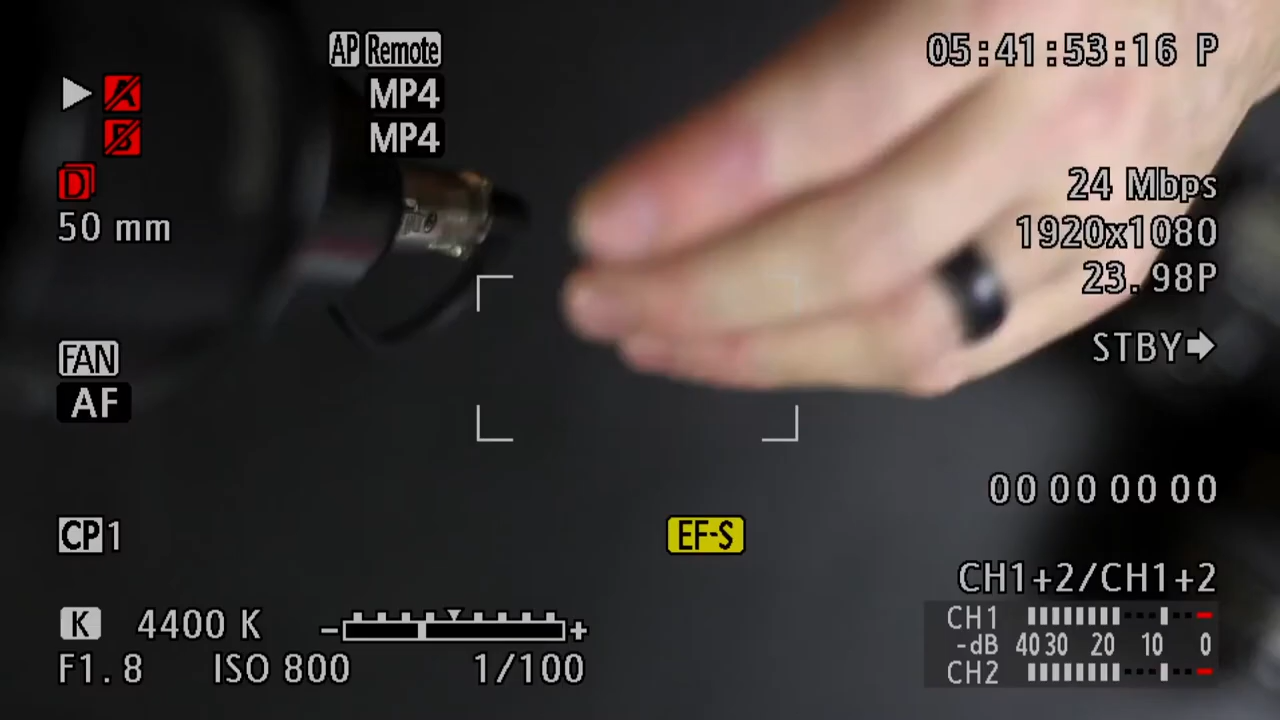 AP Remote
05:41:53:16 P
A
MP4
B
MP4
D
24 Mbps
50 mm
1920x1080
23.98P
STBY
FAN
AF
00 00 00 00
CP1
EF-S
CH1+2/CH1+2
K 4400 K
- +
CH1
-dB 40 30 20 10 0
F1.8 ISO 800 1/100
CH2